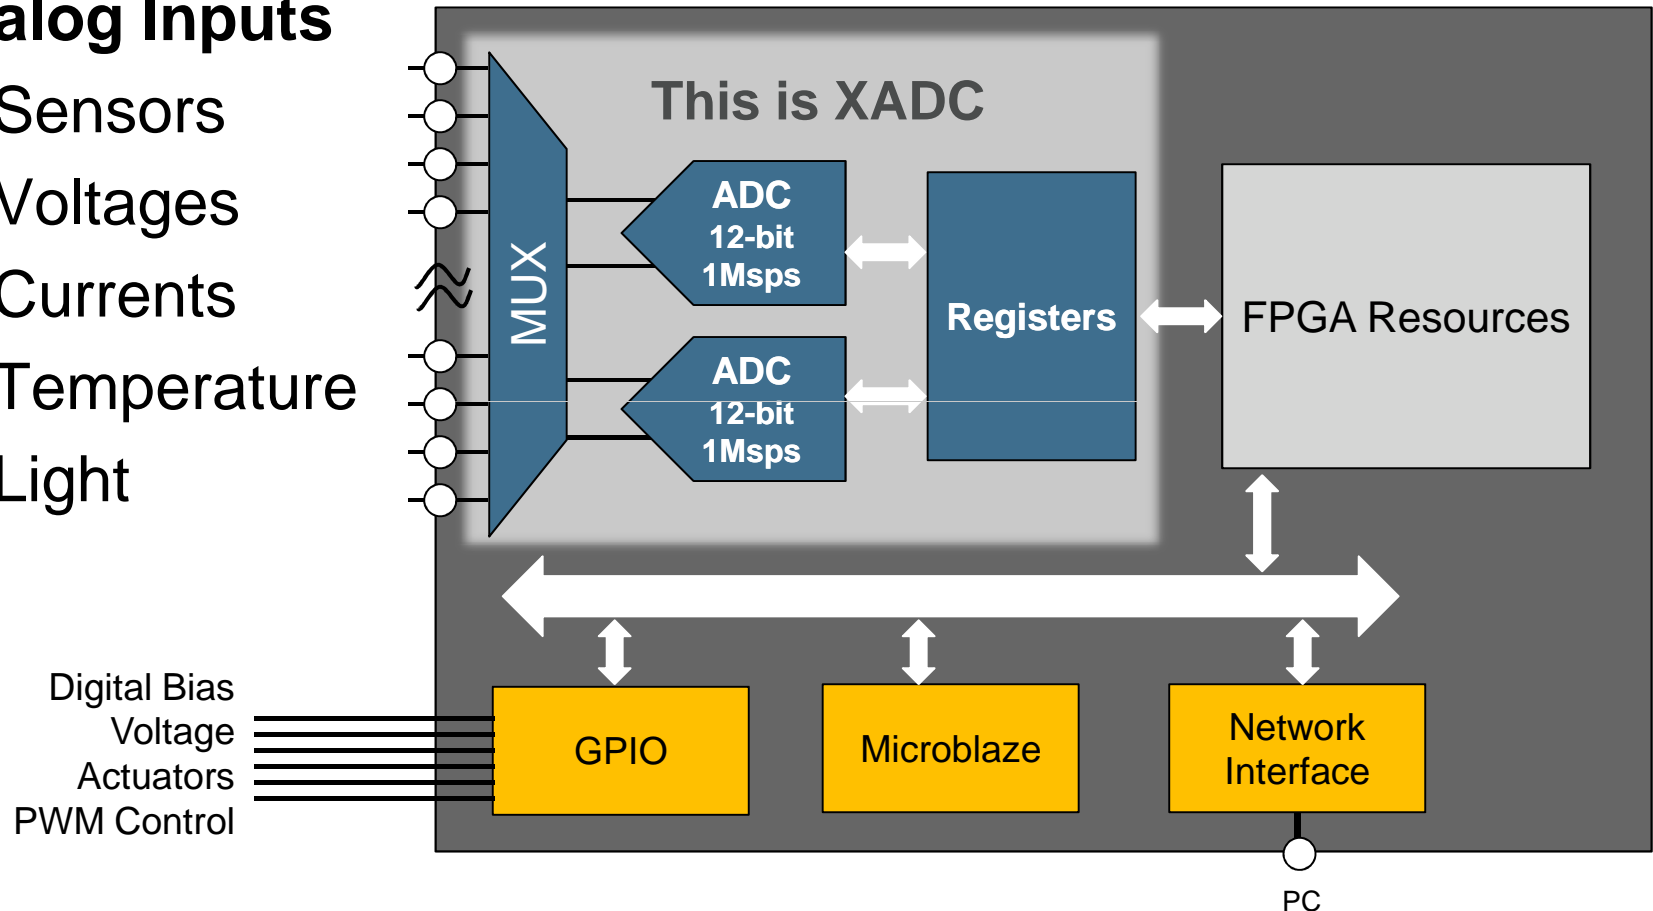 alog Inputs
Sensors
Voltages
Currents
Temperature
Light
This is XADC
MUX
ADC
12-bit
1Msps
ADC
12-bit
1Msps
Registers
FPGA Resources
Digital Bias
Voltage
Actuators
PWM Control
GPIO
Microblaze
Network
Interface
PC